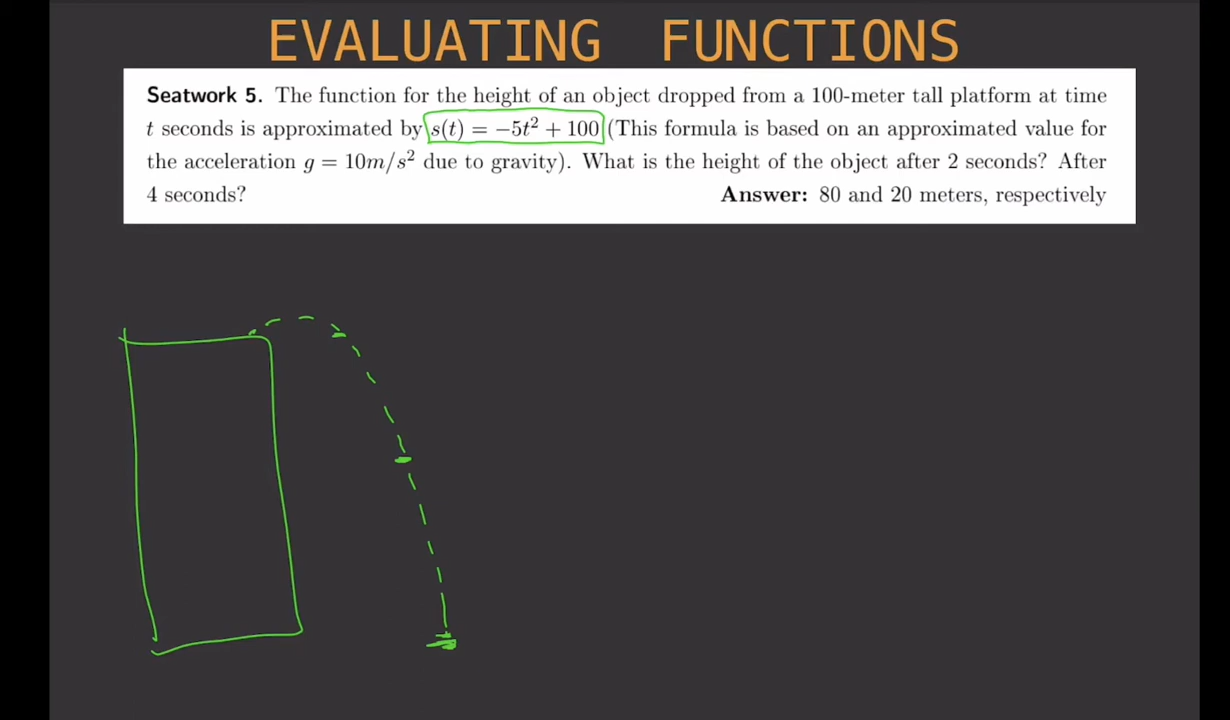 EVALUATING FUNCTIONS
Seatwork 5. The function for the height of an object dropped from a 100-meter tall platform at time
t seconds is approximated by s(t) = −5t² + 100 (This formula is based on an approximated value for
the acceleration g = 10m/s² due to gravity). What is the height of the object after 2 seconds? After
4 seconds? Answer: 80 and 20 meters, respectively